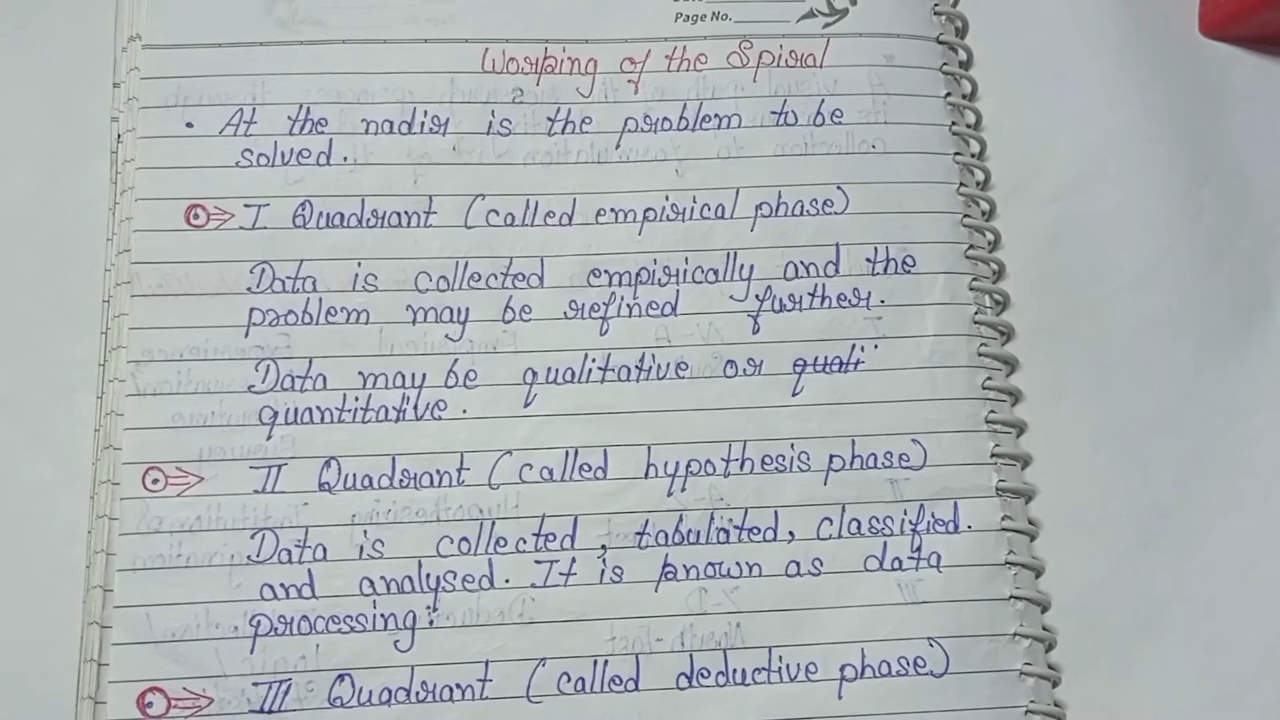 Page No.
Working of the Spiral
• At the nadir is the problem to be
solved.
I Quadrant (called empirical phase)
Data is collected empirically and the
problem may be refined further.
Data may be qualitative or quali
quantitative.
II Quadrant (called hypothesis phase)
Data is collected, tabulated, classified.
and analysed. It is known as data
processing.
III Quadrant (called deductive phase)